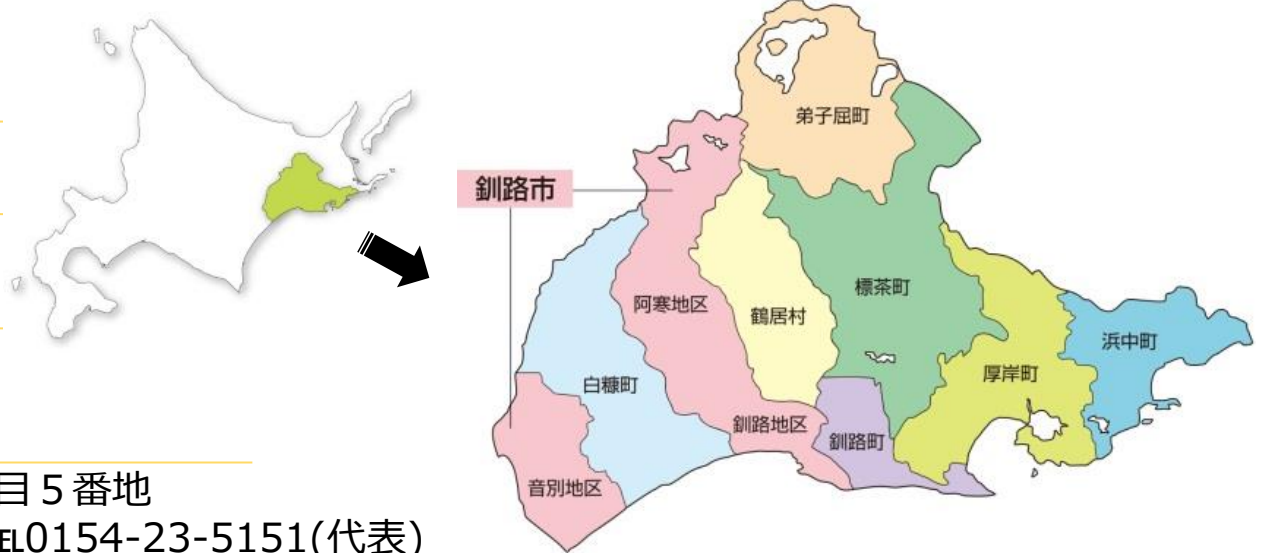 弟子屈町
釧路市
標茶町
阿寒地区
鶴居村
浜中町
厚岸町
白糠町
釧路地区
釧路町
音別地区
目5番地
℡0154-23-5151(代表)